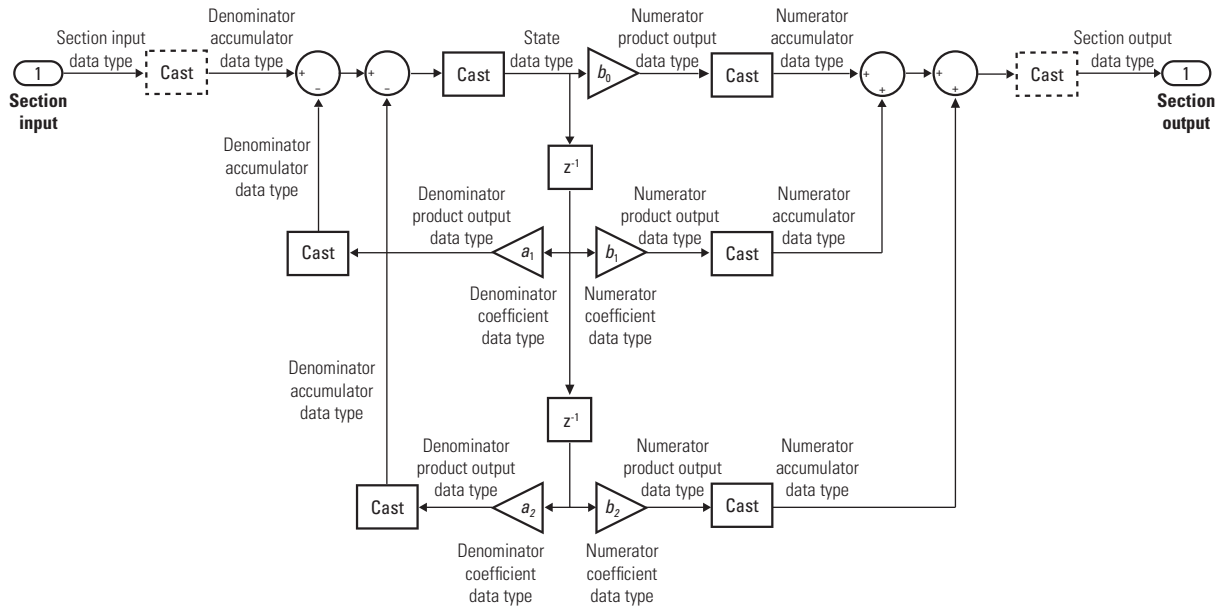 Section input
data type
Denominator
accumulator
data type
State
data type
Numerator
product output
data type
Numerator
accumulator
data type
Section output
data type
1
Cast
+
−
+
−
Cast
b0
Cast
+
+
+
+
Cast
1
Section
input
Section
output
Denominator
accumulator
data type
z-1
Denominator
product output
data type
Numerator
product output
data type
Numerator
accumulator
data type
Cast
a1
b1
Cast
Denominator
coefficient
data type
Numerator
coefficient
data type
Denominator
accumulator
data type
z-1
Denominator
product output
data type
Numerator
product output
data type
Numerator
accumulator
data type
Cast
a2
b2
Cast
Denominator
coefficient
data type
Numerator
coefficient
data type